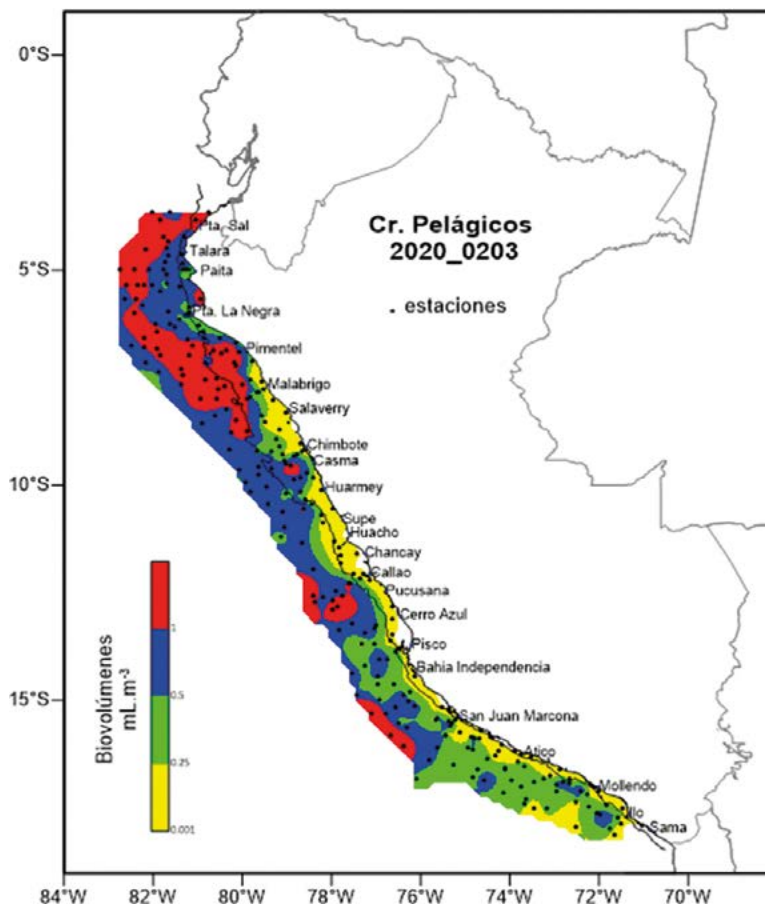 0°S
Cr. Pelágicos
2020_0203
. estaciones
Pta. Sal
Talara
5°S
Paita
Pta. La Negra
Pimentel
Malabrigo
Salaverry
Chimbote
Casma
10°S
Huarmey
Supe
Huacho
Chancay
Callao
Pucusana
Cerro Azul
Pisco
Bahia Independencia
15°S
San Juan Marcona
Atico
Mollendo
Ilo
Sama
Biovolúmenes
mL.m⁻³
1
0.5
0.25
0.001
84°W 82°W 80°W 78°W 76°W 74°W 72°W 70°W